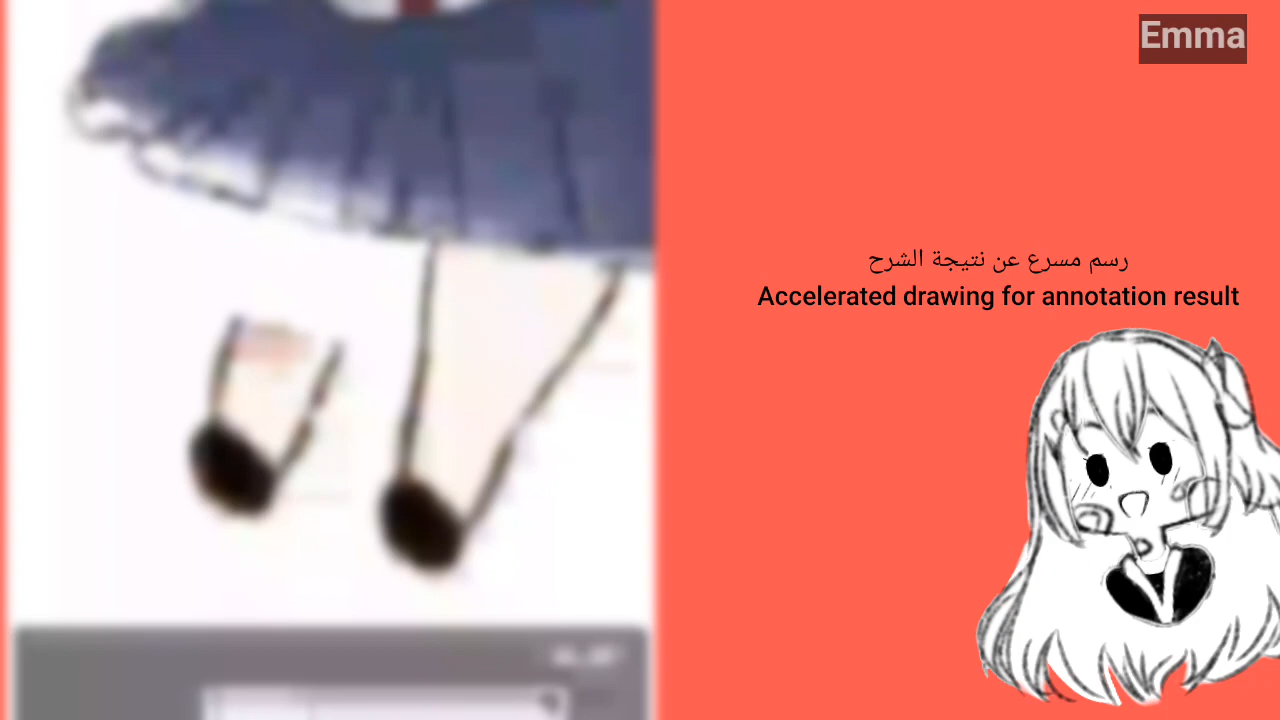 Emma
رسم مسرع عن نتيجة الشرح
Accelerated drawing for annotation result